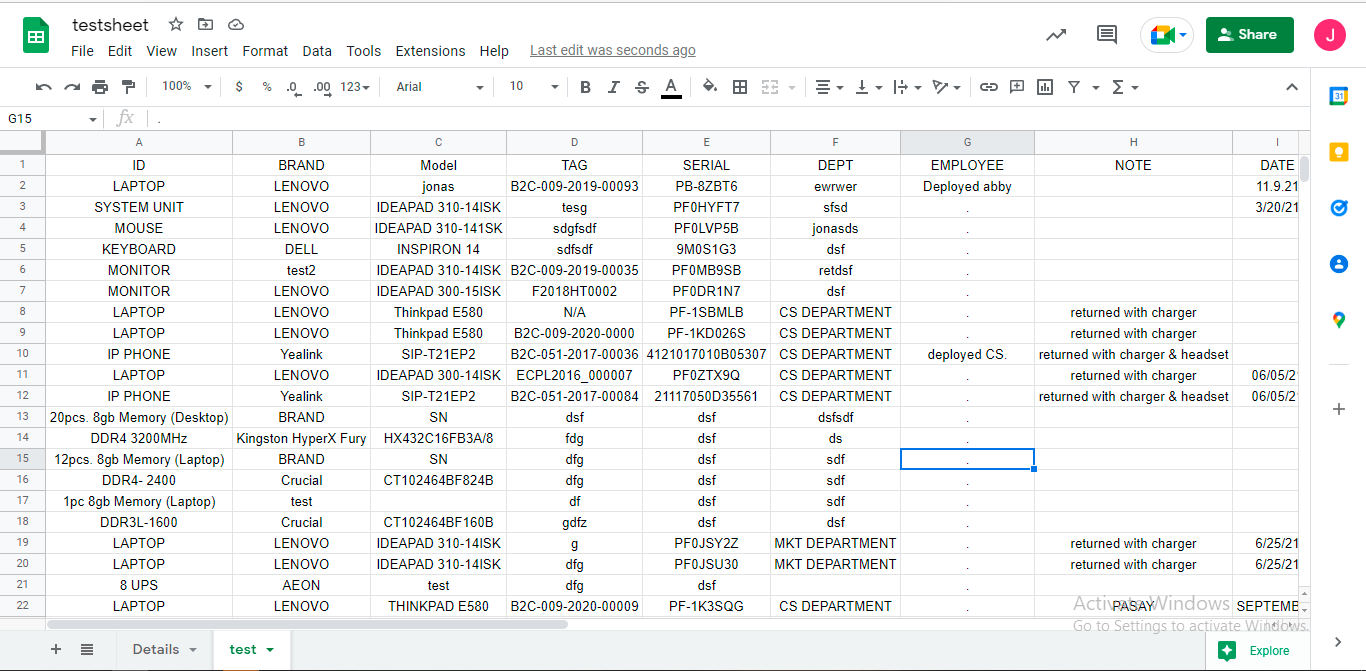 testsheet
File Edit View Insert Format Data Tools Extensions Help Last edit was seconds ago
Share
J
100% $ % .0 .00 123 Arial 10 B I S A
31
G15 fx .
A B C D E F G H I
1 ID BRAND Model TAG SERIAL DEPT EMPLOYEE NOTE DATE
2 LAPTOP LENOVO jonas B2C-009-2019-00093 PB-8ZBT6 ewrwer Deployed abby 11.9.21
3 SYSTEM UNIT LENOVO IDEAPAD 310-14ISK tesg PF0HYFT7 sfsd . 3/20/21
4 MOUSE LENOVO IDEAPAD 310-141SK sdgfsdf PF0LVP5B jonasds .
5 KEYBOARD DELL INSPIRON 14 sdfsdf 9M0S1G3 dsf .
6 MONITOR test2 IDEAPAD 310-14ISK B2C-009-2019-00035 PF0MB9SB retdsf .
7 MONITOR LENOVO IDEAPAD 300-15ISK F2018HT0002 PF0DR1N7 dsf .
8 LAPTOP LENOVO Thinkpad E580 N/A PF-1SBMLB CS DEPARTMENT . returned with charger
9 LAPTOP LENOVO Thinkpad E580 B2C-009-2020-0000 PF-1KD026S CS DEPARTMENT . returned with charger
10 IP PHONE Yealink SIP-T21EP2 B2C-051-2017-00036 4121017010B05307 CS DEPARTMENT deployed CS. returned with charger & headset
11 LAPTOP LENOVO IDEAPAD 300-14ISK ECPL2016_000007 PF0ZTX9Q CS DEPARTMENT . returned with charger 06/05/2
12 IP PHONE Yealink SIP-T21EP2 B2C-051-2017-00084 21117050D35561 CS DEPARTMENT . returned with charger & headset 06/05/2
13 20pcs. 8gb Memory (Desktop) BRAND SN dsf dsf dsfsdf .
14 DDR4 3200MHz Kingston HyperX Fury HX432C16FB3A/8 fdg dsf ds .
15 12pcs. 8gb Memory (Laptop) BRAND SN dfg dsf sdf .
16 DDR4- 2400 Crucial CT102464BF824B dfg dsf sdf .
17 1pc 8gb Memory (Laptop) test df dsf sdf .
18 DDR3L-1600 Crucial CT102464BF160B gdfz dsf dsf .
19 LAPTOP LENOVO IDEAPAD 310-14ISK g PF0JSY2Z MKT DEPARTMENT . returned with charger 6/25/21
20 LAPTOP LENOVO IDEAPAD 310-14ISK dfg PF0JSU30 MKT DEPARTMENT . returned with charger 6/25/21
21 8 UPS AEON test dfg dsf .
22 LAPTOP LENOVO THINKPAD E580 B2C-009-2020-00009 PF-1K3SQG CS DEPARTMENT . PASAY SEPTEMB
Activate Windows
Go to Settings to activate Windows.
Details test Explore